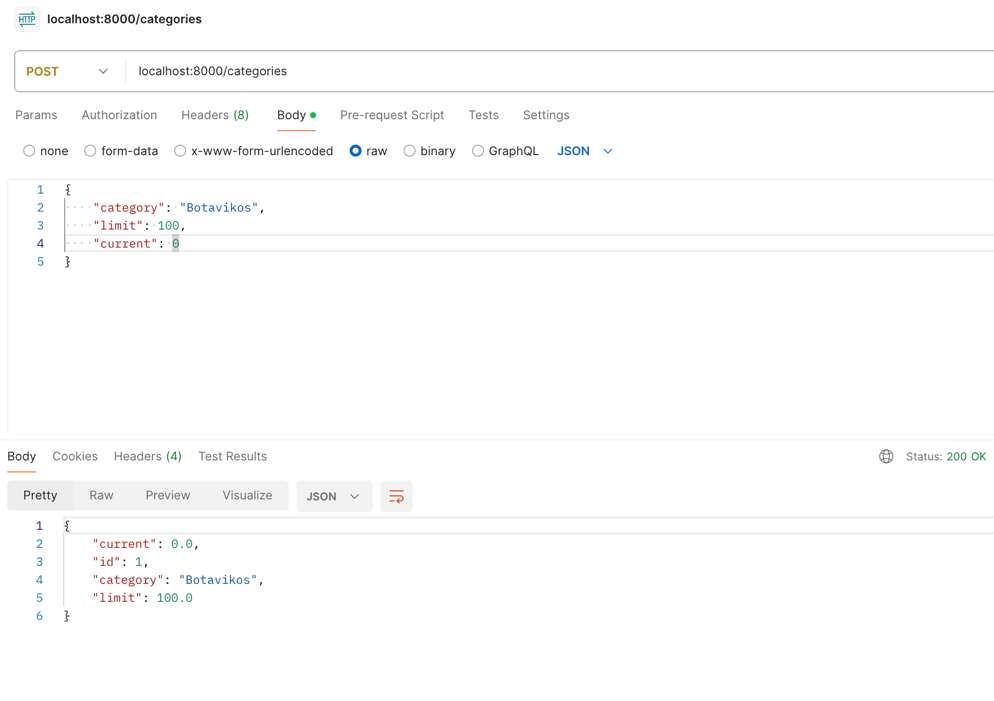 HTTP localhost:8000/categories
POST localhost:8000/categories
Params Authorization Headers (8) Body Pre-request Script Tests Settings
none form-data x-www-form-urlencoded raw binary GraphQL JSON
1 {
2 "category": "Botavikos",
3 "limit": 100,
4 "current": 0
5 }
Body Cookies Headers (4) Test Results Status: 200 OK
Pretty Raw Preview Visualize JSON
1 {
2 "current": 0.0,
3 "id": 1,
4 "category": "Botavikos",
5 "limit": 100.0
6 }